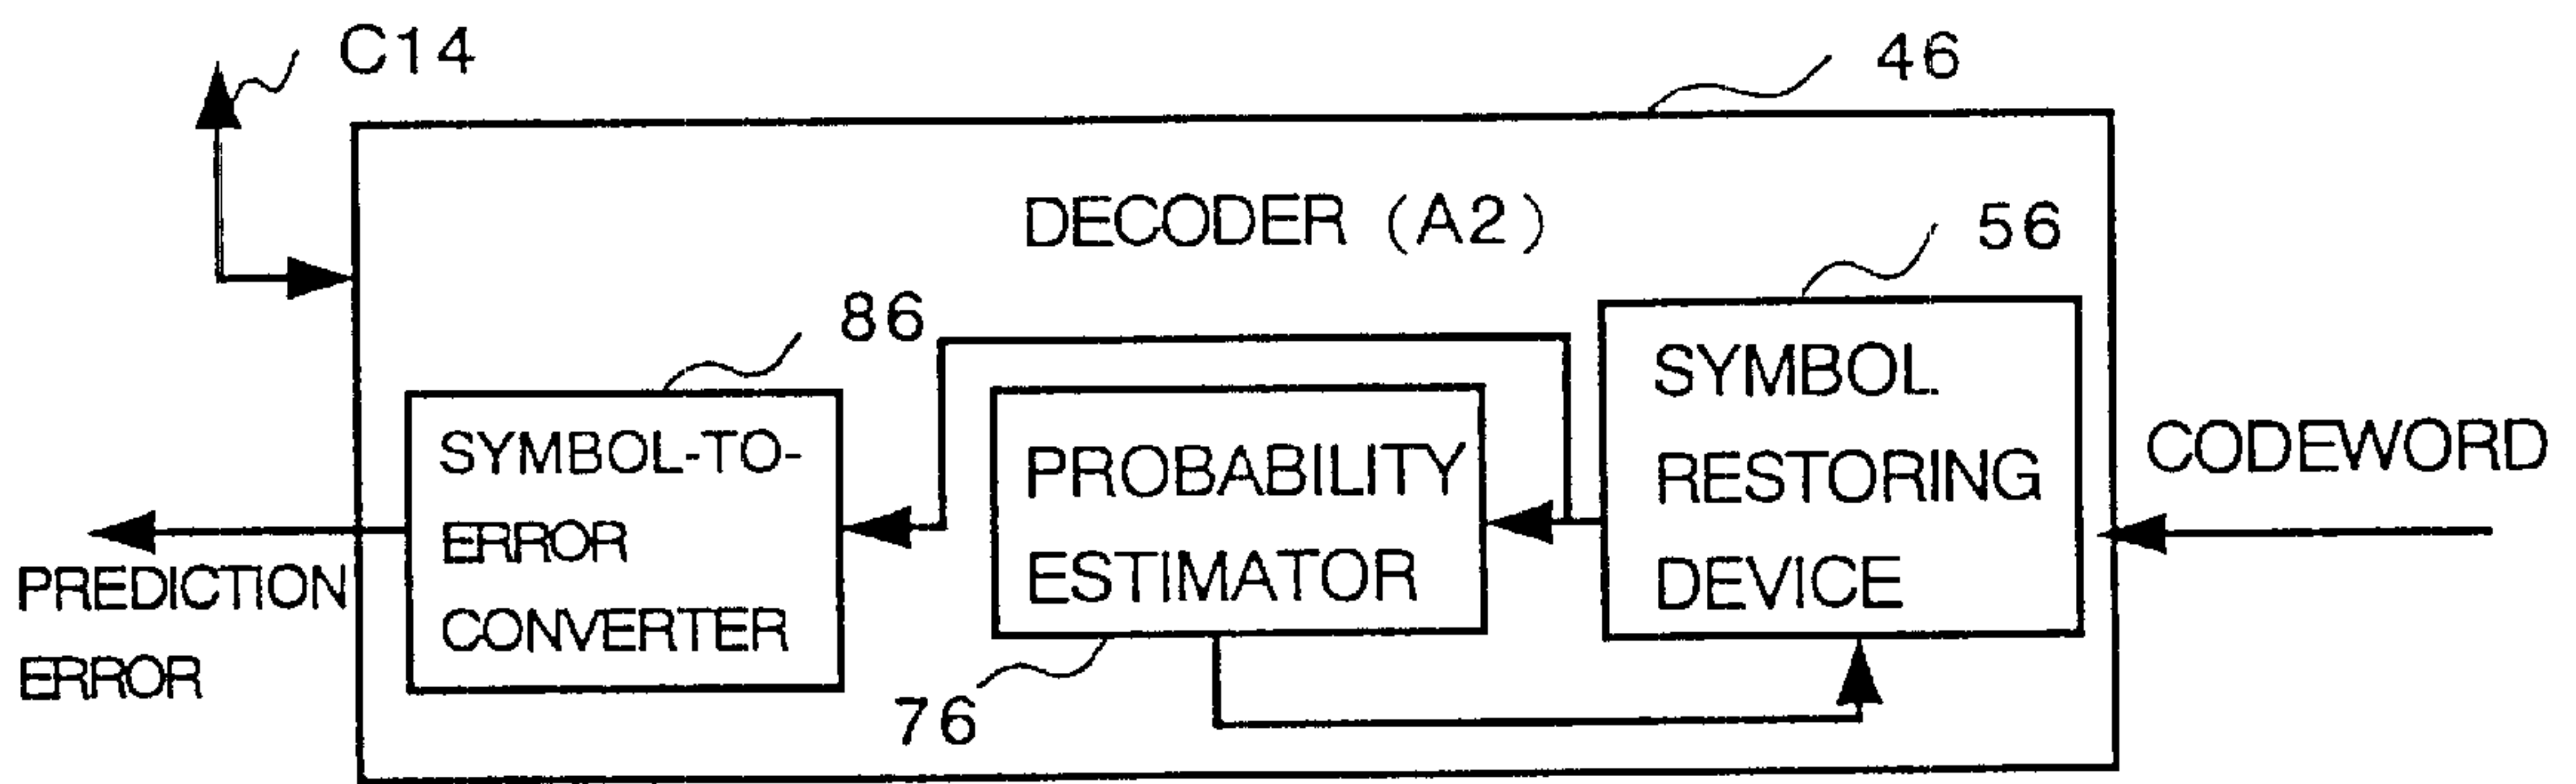 C14
46
DECODER (A2)
56
86
SYMBOL
RESTORING
DEVICE
SYMBOL-TO-
ERROR
CONVERTER
PROBABILITY
ESTIMATOR
CODEWORD
PREDICTION
ERROR
76